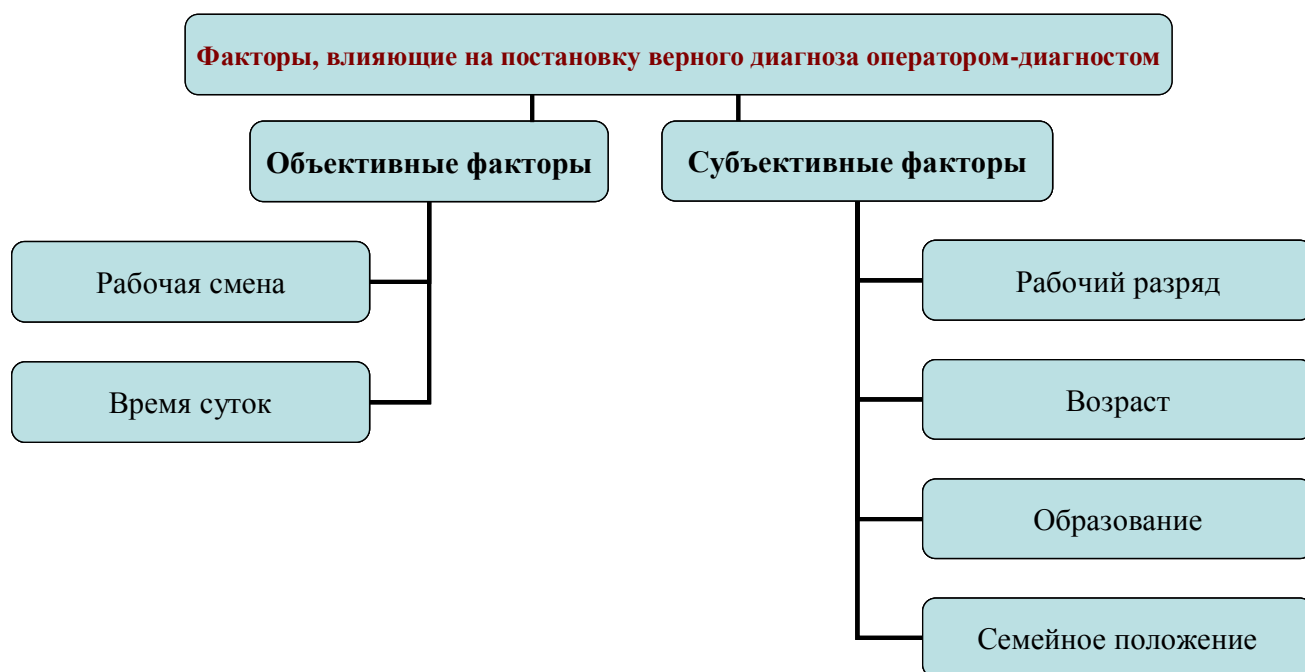 Факторы, влияющие на постановку верного диагноза оператором-диагностом
Объективные факторы
Субъективные факторы
Рабочая смена
Время суток
Рабочий разряд
Возраст
Образование
Семейное положение